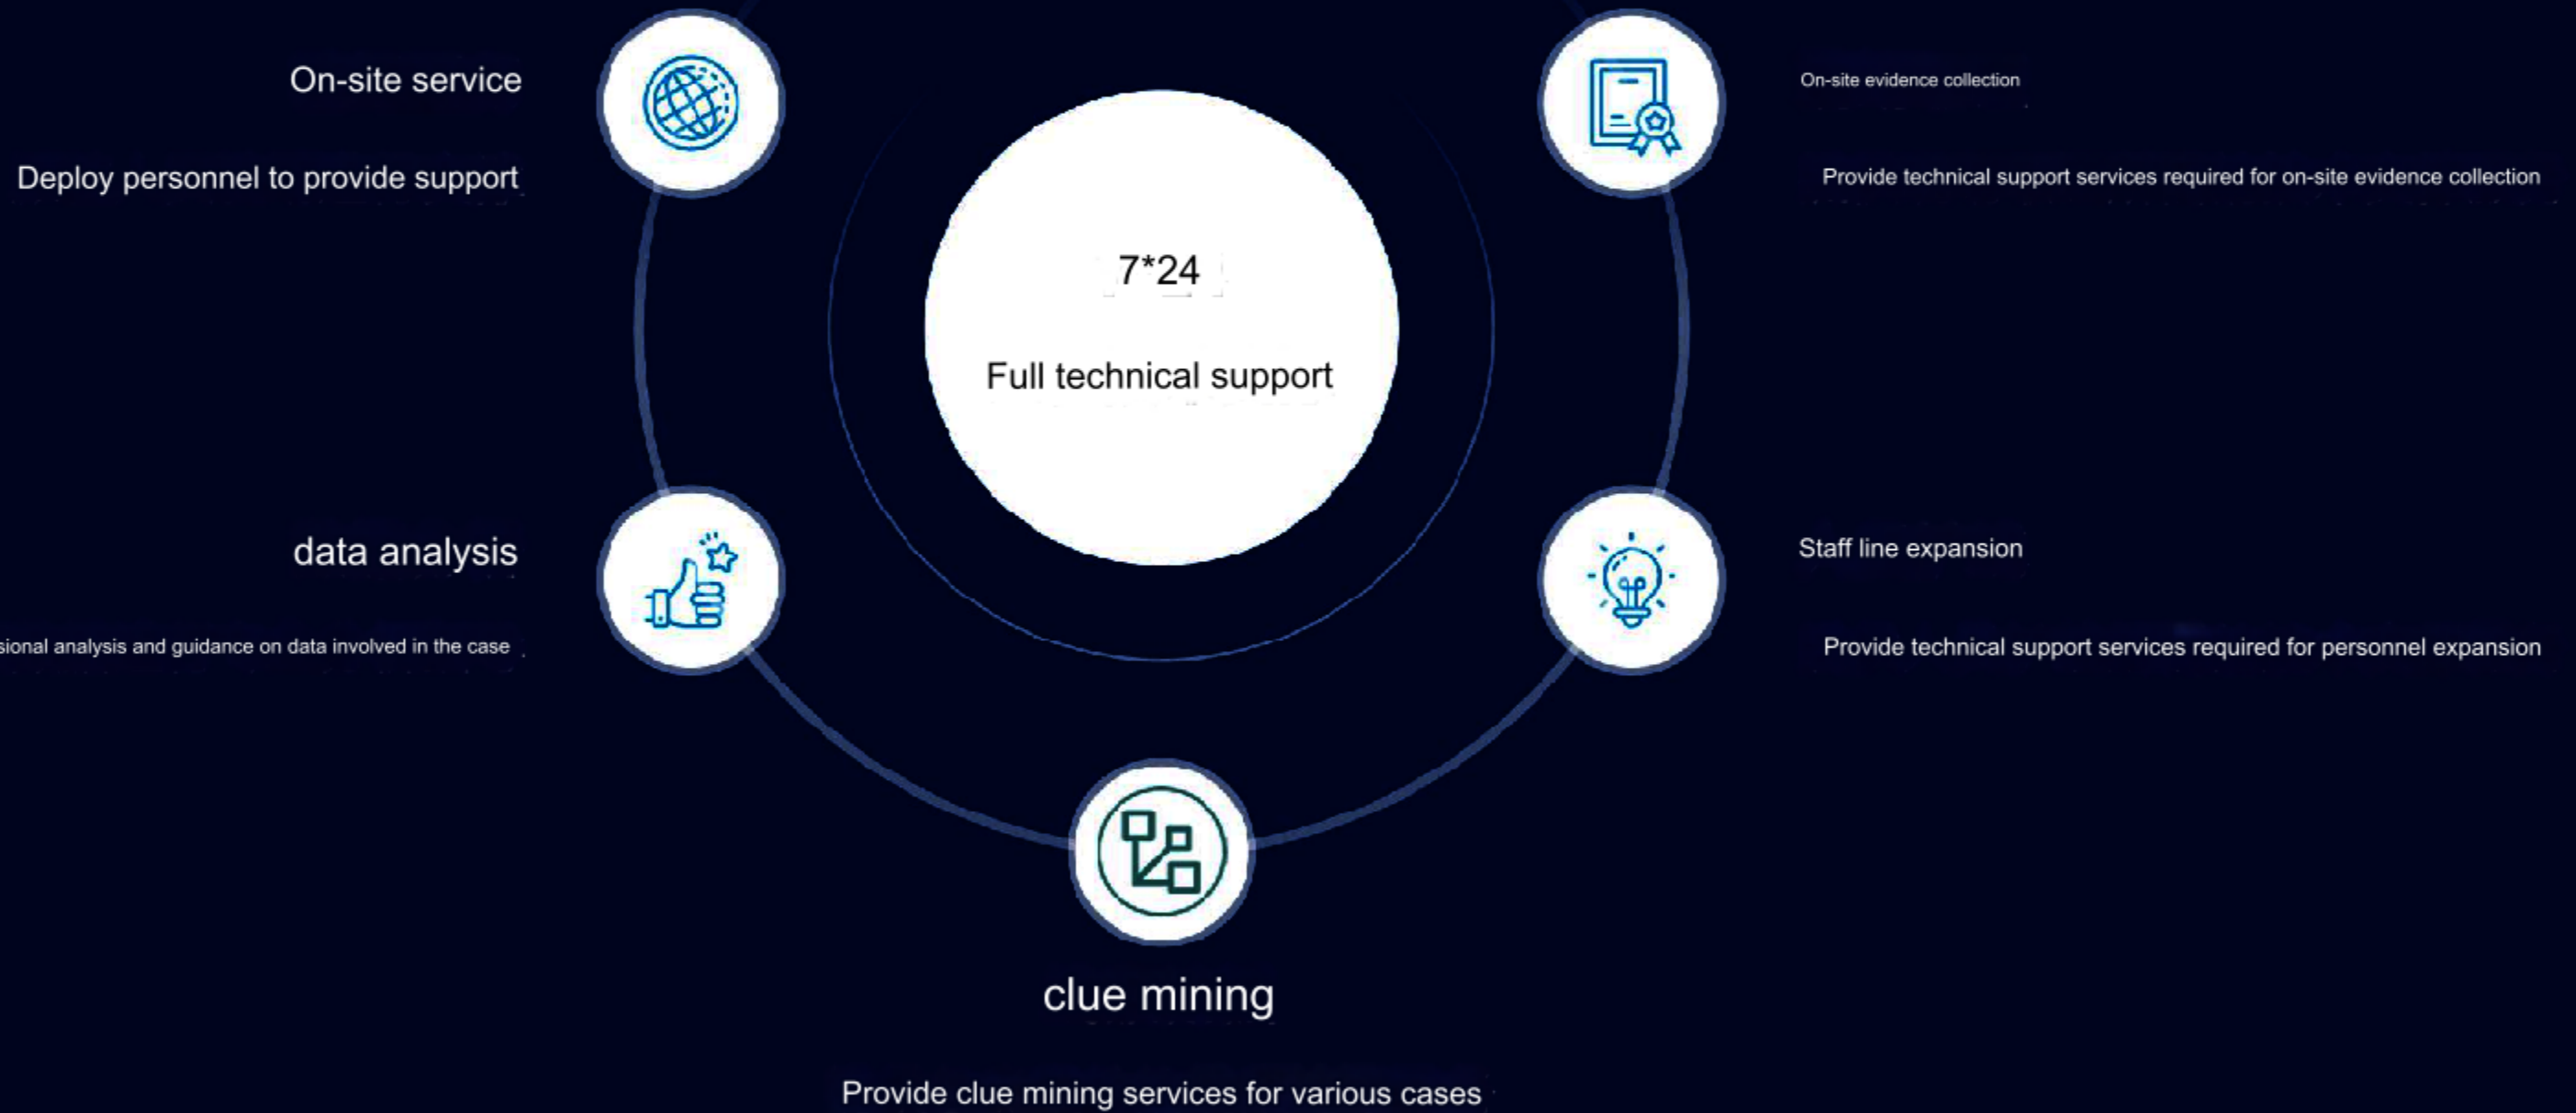 On-site service
Deploy personnel to provide support
On-site evidence collection
Provide technical support services required for on-site evidence collection
7*24
Full technical support
data analysis
analysis and guidance on data involved in the case
Staff line expansion
Provide technical support services required for personnel expansion
clue mining
Provide clue mining services for various cases